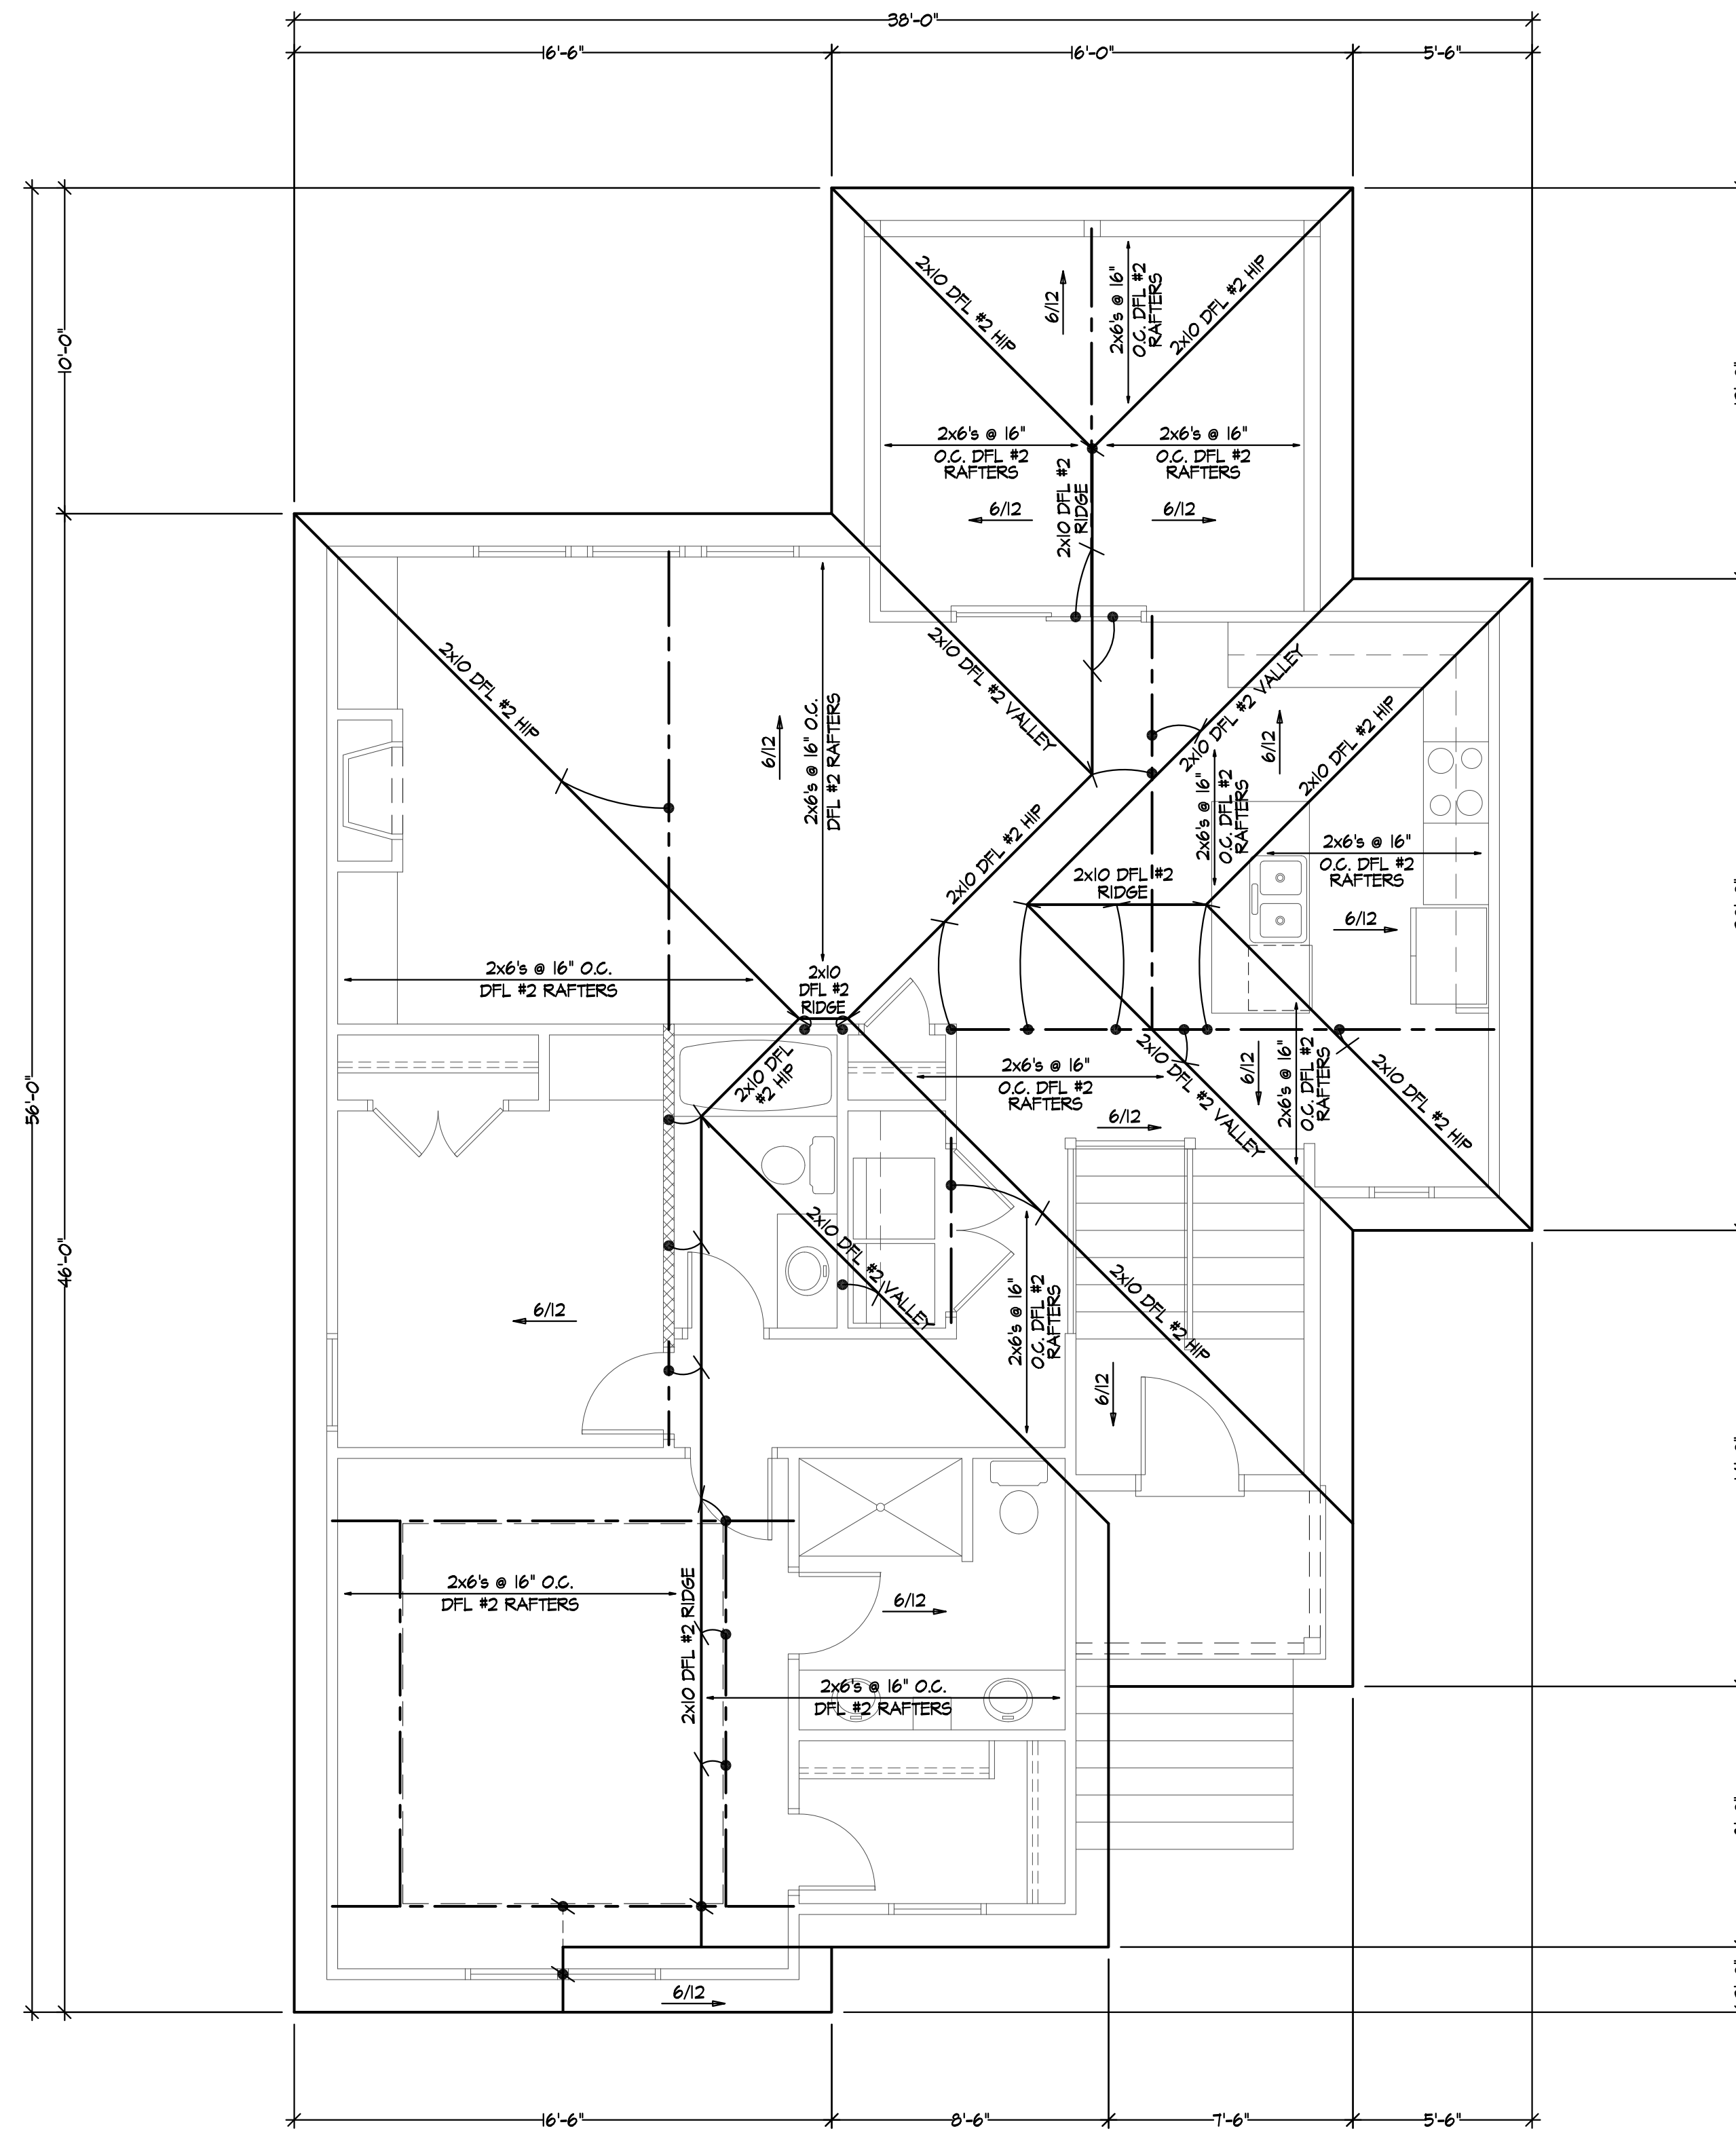 38'-0"
16'-6"
16'-0"
5'-6"
10'-0"
56'-0"
46'-0"
2x10 DFL #2 HIP
6/12
2x6's @ 16"
O.C. DFL #2
RAFTERS
2x10 DFL #2 HIP
2x6's @ 16"
O.C. DFL #2
RAFTERS
2x10 DFL #2
RIDGE
2x6's @ 16"
O.C. DFL #2
RAFTERS
6/12
6/12
2x10 DFL #2 HIP
6/12
2x6's @ 16" O.C.
DFL #2 RAFTERS
2x10 DFL #2 VALLEY
2x10 DFL #2 VALLEY
6/12
2x10 DFL #2 HIP
2x6's @ 16"
O.C. DFL #2
RAFTERS
2x10 DFL #2 HIP
2x10 DFL #2
RIDGE
2x6's @ 16"
O.C. DFL #2
RAFTERS
6/12
2x6's @ 16" O.C.
DFL #2 RAFTERS
2x10
DFL #2
RIDGE
2x10 DFL
#2 HIP
2x6's @ 16"
O.C. DFL #2
RAFTERS
6/12
2x10 DFL #2 VALLEY
6/12
2x6's @ 16"
O.C. DFL #2
RAFTERS
2x10 DFL #2 HIP
6/12
2x10 DFL #2 VALLEY
2x6's @ 16"
O.C. DFL #2
RAFTERS
2x10 DFL #2 HIP
6/12
2x6's @ 16" O.C.
DFL #2 RAFTERS
2x10 DFL #2 RIDGE
6/12
2x6's @ 16" O.C.
DFL #2 RAFTERS
6/12
16'-6"
8'-6"
7'-6"
5'-6"